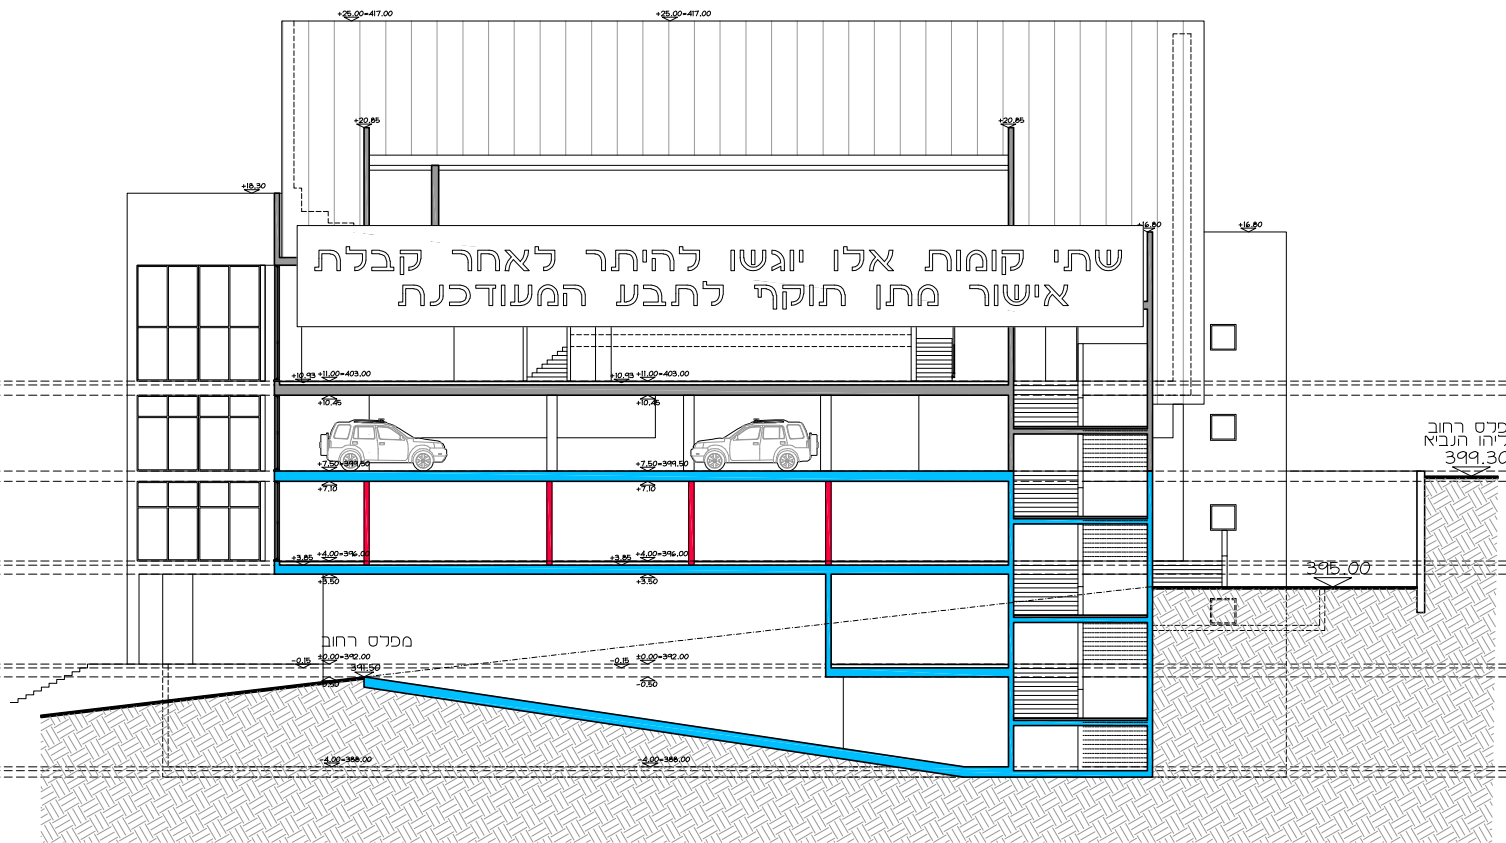 +25.00=417.00 +25.00=417.00
+20.85 +20.85
+18.30
+16.80 +16.80
שתי קומות אלו יוגשו להיתר לאחר קבלת
אישור מתן תוקף לתבע המעודכנת
+10.93 +11.00=403.00 +10.93 +11.00=403.00
+10.45 +10.45
פלס רחוב
ליהו הנביא
399.30
+7.50=399.50 +7.50=399.50
+7.10 +7.10
+3.85 +4.00=396.00 +3.85 +4.00=396.00
+3.50 +3.50
395.00
מפלס רחוב
-0.15 ±0.00=392.00 -0.15 ±0.00=392.00
391.50
-0.50 -0.50
-4.00=388.00 -4.00=388.00